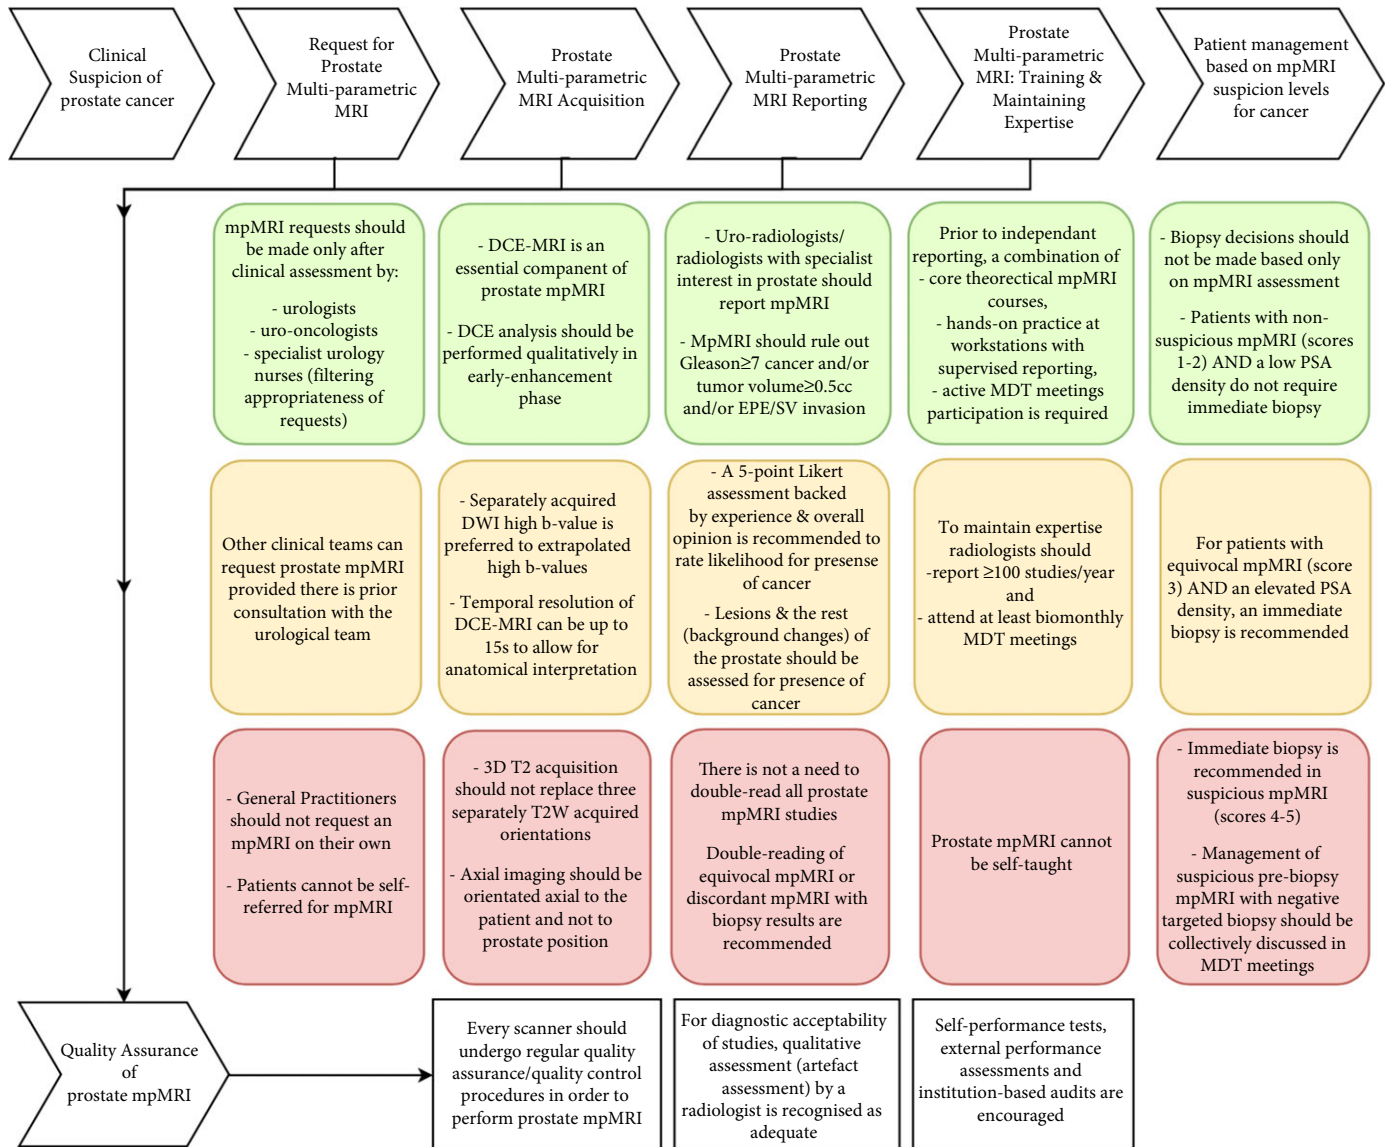 Clinical
Suspicion of
prostate cancer
Request for
Prostate
Multi-parametric
MRI
Prostate
Multi-parametric
MRI Acquisition
Prostate
Multi-parametric
MRI Reporting
Prostate
Multi-parametric
MRI: Training &
Maintaining
Expertise
Patient management
based on mpMRI
suspicion levels
for cancer
mpMRI requests should
be made only after
clinical assessment by:
- urologists
- uro-oncologists
- specialist urology
nurses (filtering
appropriateness of
requests)
- DCE-MRI is an
essential component of
prostate mpMRI
- DCE analysis should be
performed qualitatively in
early-enhancement
phase
- Uro-radiologists/
radiologists with specialist
interest in prostate should
report mpMRI
- MpMRI should rule out
Gleason≥7 cancer and/or
tumor volume≥0.5cc
and/or EPE/SV invasion
Prior to independant
reporting, a combination of
- core theorectical mpMRI
courses,
- hands-on practice at
workstations with
supervised reporting,
- active MDT meetings
participation is required
- Biopsy decisions should
not be made based only
on mpMRI assessment
- Patients with non-
suspicious mpMRI (scores
1-2) AND a low PSA
density do not require
immediate biopsy
Other clinical teams can
request prostate mpMRI
provided there is prior
consultation with the
urological team
- Separately acquired
DWI high b-value is
preferred to extrapolated
high b-values
- Temporal resolution of
DCE-MRI can be up to
15s to allow for
anatomical interpretation
- A 5-point Likert
assessment backed
by experience & overall
opinion is recommended to
rate likelihood for presense
of cancer
- Lesions & the rest
(background changes) of
the prostate should be
assessed for presence of
cancer
To maintain expertise
radiologists should
-report ≥100 studies/year
and
- attend at least biomonthly
MDT meetings
For patients with
equivocal mpMRI (score
3) AND an elevated PSA
density, an immediate
biopsy is recommended
- General Practitioners
should not request an
mpMRI on their own
- Patients cannot be self-
referred for mpMRI
- 3D T2 acquisition
should not replace three
separately T2W acquired
orientations
- Axial imaging should be
orientated axial to the
patient and not to
prostate position
There is not a need to
double-read all prostate
mpMRI studies
Double-reading of
equivocal mpMRI or
discordant mpMRI with
biopsy results are
recommended
Prostate mpMRI cannot
be self-taught
- Immediate biopsy is
recommended in
suspicious mpMRI
(scores 4-5)
- Management of
suspicious pre-biopsy
mpMRI with negative
targeted biopsy should be
collectively discussed in
MDT meetings
Quality Assurance
of
prostate mpMRI
Every scanner should
undergo regular quality
assurance/quality control
procedures in order to
perform prostate mpMRI
For diagnostic acceptability
of studies, qualitative
assessment (artefact
assessment) by a
radiologist is recognised as
adequate
Self-performance tests,
external performance
assessments and
institution-based audits are
encouraged